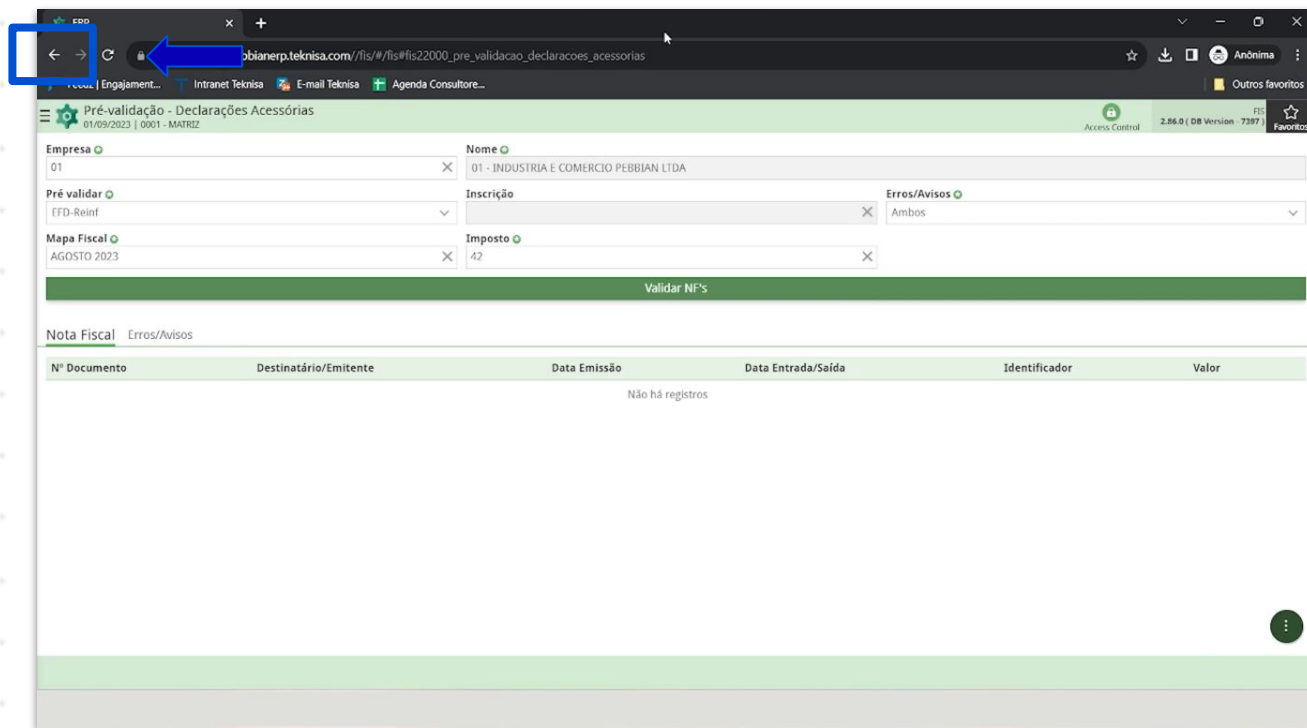 ERP
bianerp.teknisa.com//fis/#/fis#fis22000_pre_validacao_declaracoes_acessorias
Anônima
Feedz | Engajament... Intranet Teknisa E-mail Teknisa Agenda Consultore... Outros favoritos
Pré-validação - Declarações Acessórias
01/09/2023 | 0001 - MATRIZ
Access Control
FIS
2.86.0 ( DB Version - 7397 )
Favoritos
Empresa Nome
01 01 - INDUSTRIA E COMERCIO PEBBIAN LTDA
Pré validar Inscrição Erros/Avisos
EFD-Reinf Ambos
Mapa Fiscal Imposto
AGOSTO 2023 42
Validar NF's
Nota Fiscal Erros/Avisos
Nº Documento Destinatário/Emitente Data Emissão Data Entrada/Saída Identificador Valor
Não há registros